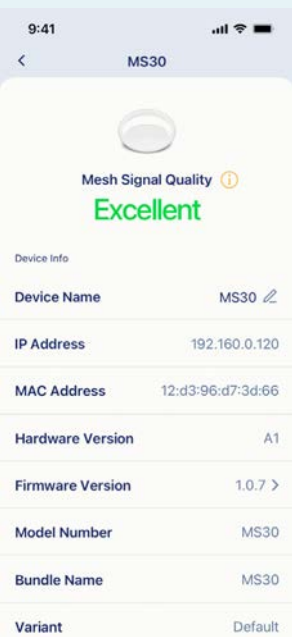 9:41
MS30
Mesh Signal Quality
Excellent
Device Info
Device Name MS30
IP Address 192.160.0.120
MAC Address 12:d3:96:d7:3d:66
Hardware Version A1
Firmware Version 1.0.7 >
Model Number MS30
Bundle Name MS30
Variant Default